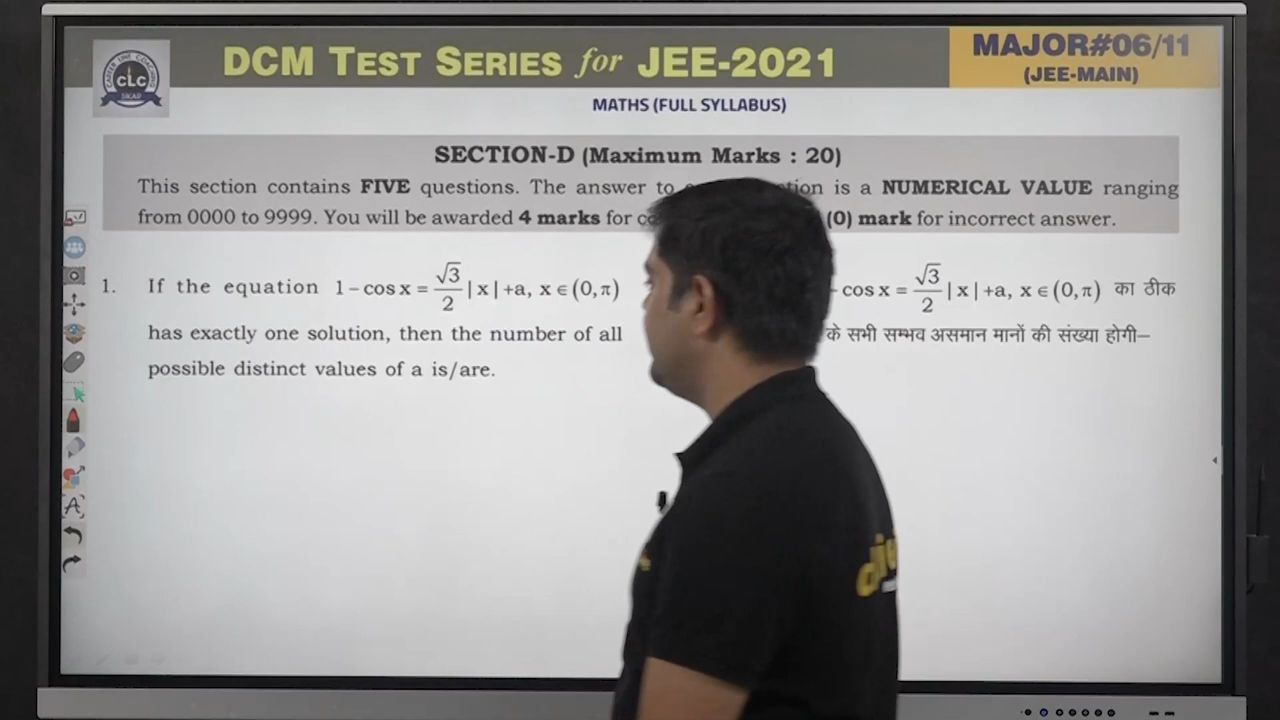 DCM TEST SERIES for JEE-2021
MAJOR#06/11
(JEE-MAIN)
CLC
SIKAR
MATHS (FULL SYLLABUS)
SECTION-D (Maximum Marks : 20)
This section contains FIVE questions. The answer to is a NUMERICAL VALUE ranging
from 0000 to 9999. You will be awarded 4 marks for (0) mark for incorrect answer.
1. If the equation 1-cosx = √3/2 |x|+a, x∈(0,π)
has exactly one solution, then the number of all
possible distinct values of a is/are.
cosx = √3/2 |x|+a, x∈(0,π) का ठीक
के सभी सम्भव असमान मानों की संख्या होगी–